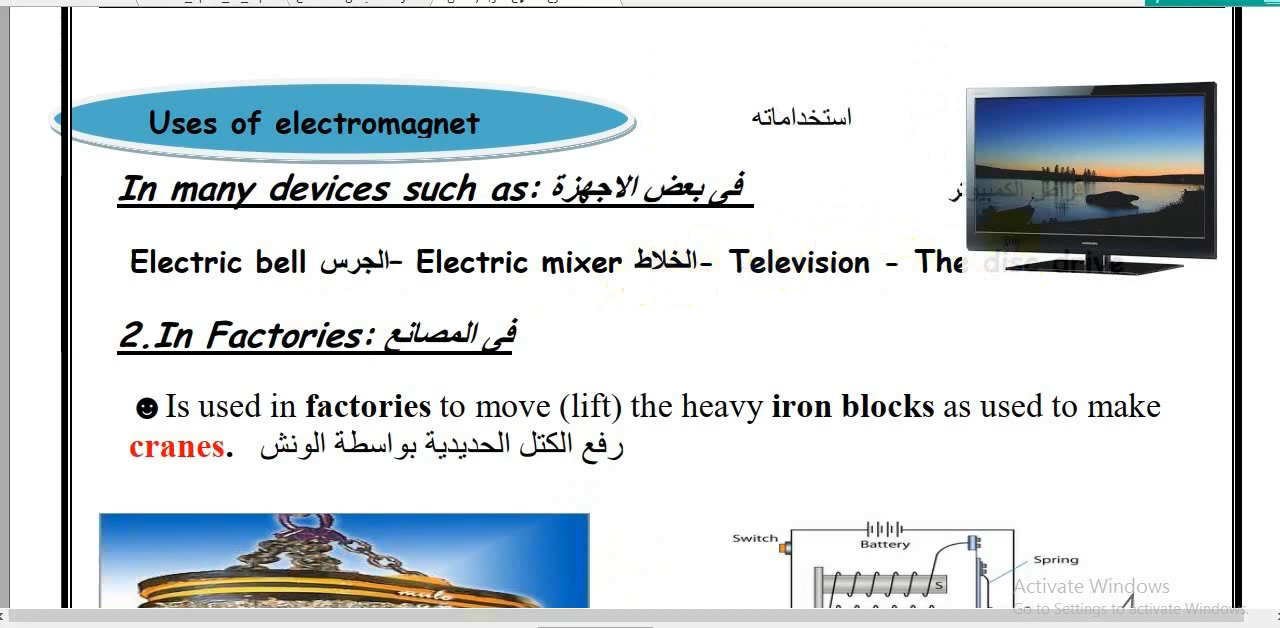 Uses of electromagnet استخداماته
In many devices such as: فى بعض الاجهزة
Electric bell الجرس- Electric mixer الخلاط- Television - The disc drive
2.In Factories: فى المصانع
☻Is used in factories to move (lift) the heavy iron blocks as used to make
cranes. رفع الكتل الحديدية بواسطة الونش
Switch
Battery
Spring
S
Activate Windows
Go to Settings to activate Windows.